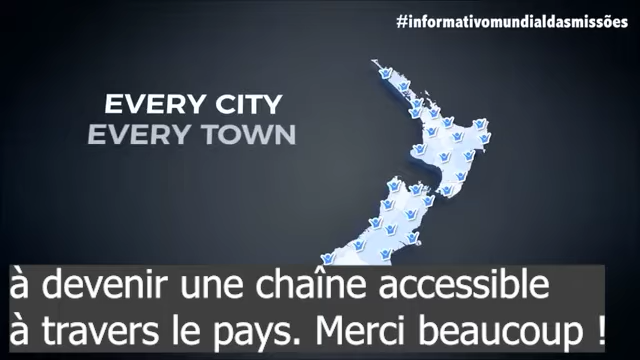 #informativomundialdasmissões
EVERY CITY
EVERY TOWN
à devenir une chaîne accessible
à travers le pays. Merci beaucoup !